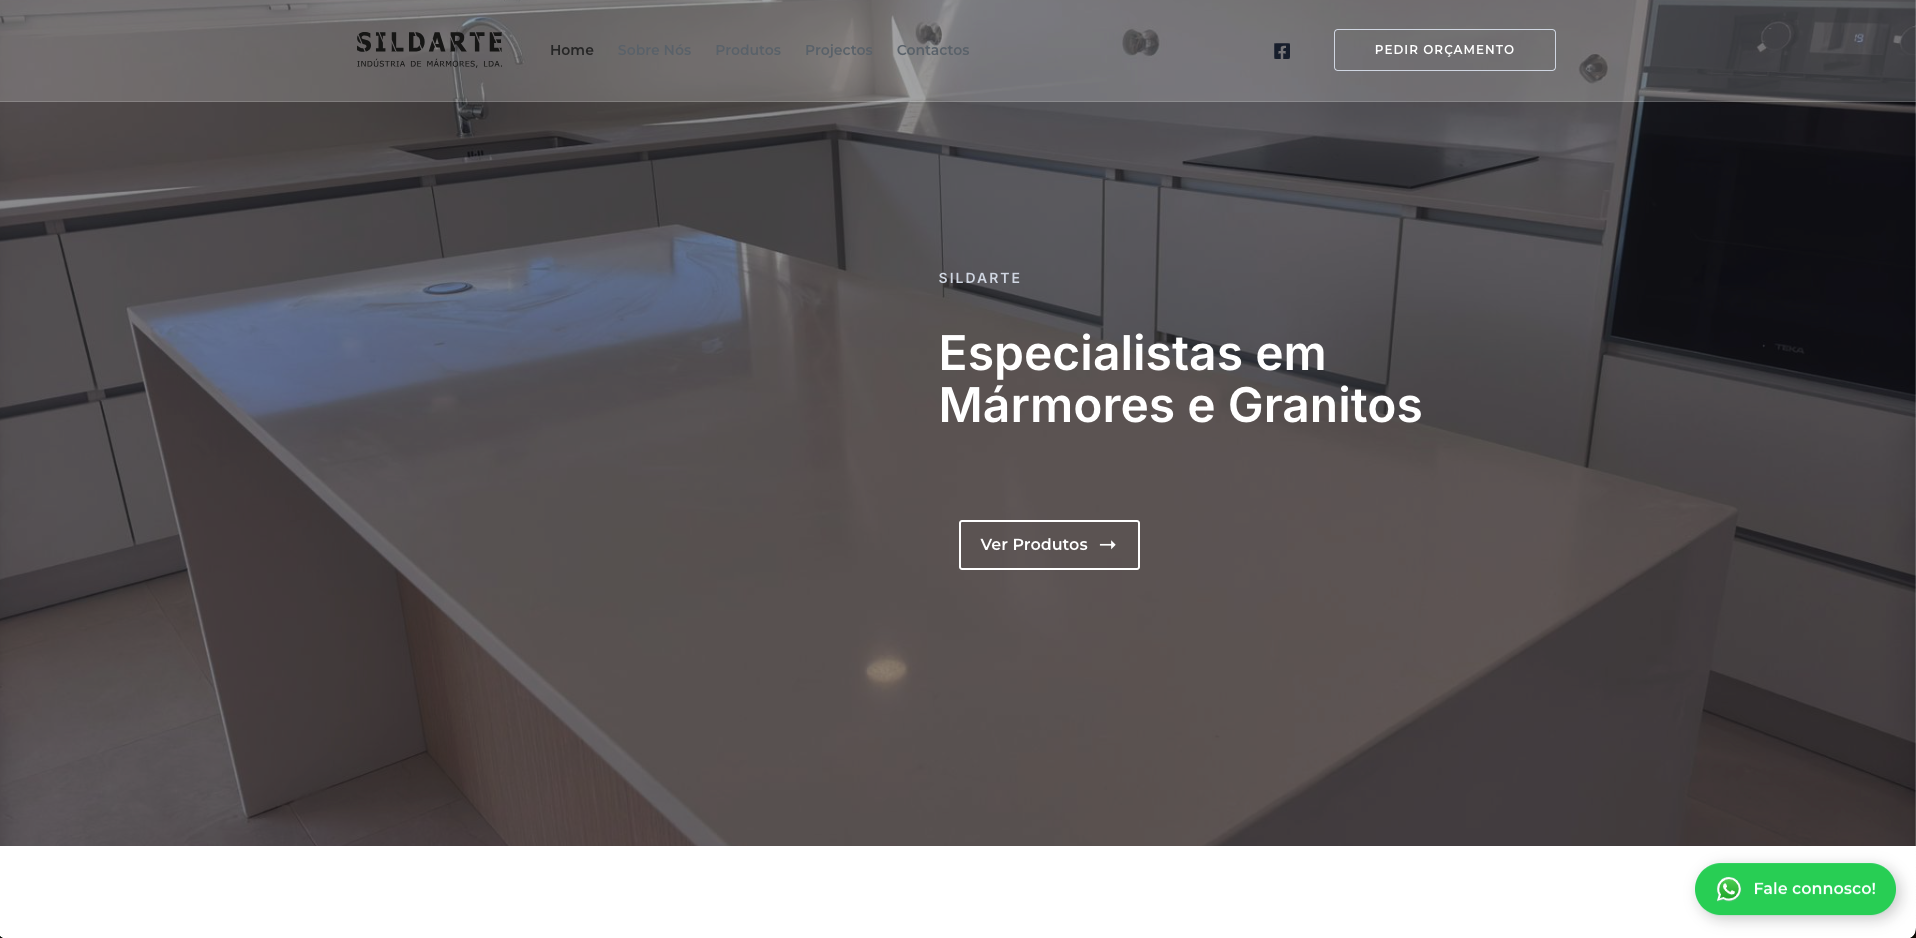 SILDARTE
INDÚSTRIA DE MÁRMORES, LDA.
Home
Sobre Nós
Produtos
Projectos
Contactos
PEDIR ORÇAMENTO
SILDARTE
Especialistas em
Mármores e Granitos
TEKA
Ver Produtos
Fale connosco!